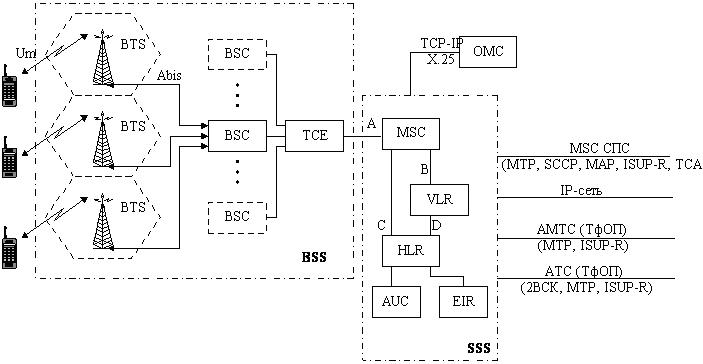 Um
BTS
Abis
BTS
BTS
BSC
BSC
BSC
TCE
BSS
TCP-IP
X.25
OMC
A
MSC
B
VLR
C
D
HLR
AUC
EIR
SSS
MSC СПС
(MTP, SCCP, MAP, ISUP-R, TCA
IP-сеть
АМТС (ТфОП)
(MTP, ISUP-R)
АТС (ТфОП)
(2ВСК, MTP, ISUP-R)